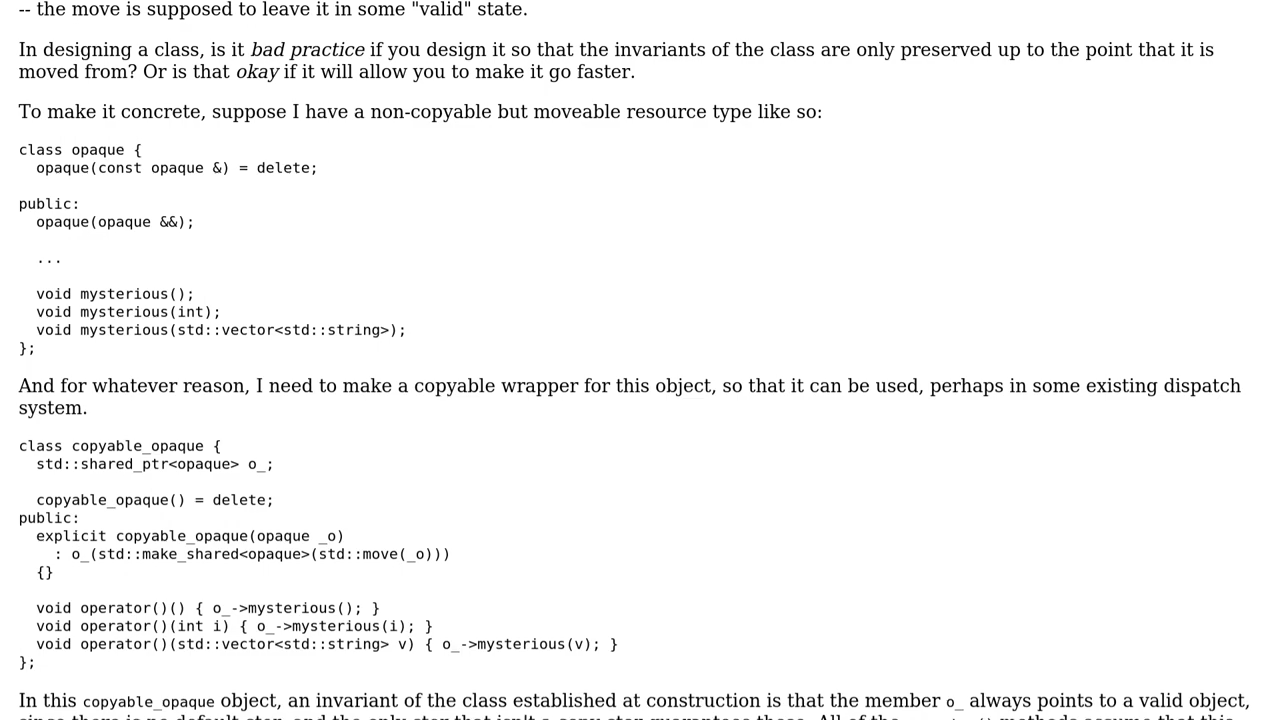 -- the move is supposed to leave it in some "valid" state.
In designing a class, is it bad practice if you design it so that the invariants of the class are only preserved up to the point that it is
moved from? Or is that okay if it will allow you to make it go faster.
To make it concrete, suppose I have a non-copyable but moveable resource type like so:
class opaque {
  opaque(const opaque &) = delete;
public:
  opaque(opaque &&);
  ...
  void mysterious();
  void mysterious(int);
  void mysterious(std::vector<std::string>);
};
And for whatever reason, I need to make a copyable wrapper for this object, so that it can be used, perhaps in some existing dispatch
system.
class copyable_opaque {
  std::shared_ptr<opaque> o_;
  copyable_opaque() = delete;
public:
  explicit copyable_opaque(opaque _o)
    : o_(std::make_shared<opaque>(std::move(_o)))
  {}
  void operator()() { o_->mysterious(); }
  void operator()(int i) { o_->mysterious(i); }
  void operator()(std::vector<std::string> v) { o_->mysterious(v); }
};
In this copyable_opaque object, an invariant of the class established at construction is that the member o_ always points to a valid object,